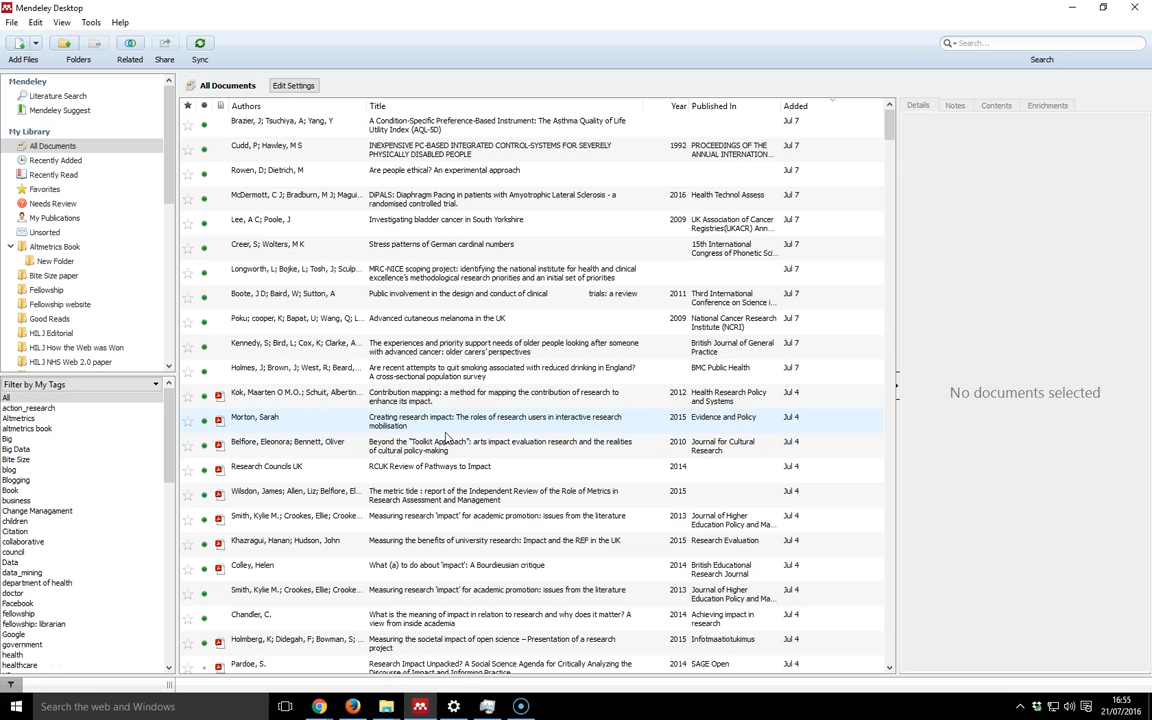 Mendeley Desktop
File Edit View Tools Help
Add Files Folders Related Share Sync
Search...
Search
Mendeley
Literature Search
Mendeley Suggest
My Library
All Documents
Recently Added
Recently Read
Favorites
Needs Review
My Publications
Unsorted
Altmetrics Book
New Folder
Bite Size paper
Fellowship
Fellowship website
Good Reads
HILJ Editorial
HILJ How the Web was Won
HILJ NHS Web 2.0 paper
Filter by My Tags
All
action_research
Altmetrics
altmetrics book
Big
Big Data
Bite Size
blog
Blogging
Book
business
Change Managament
children
Citation
collaborative
council
Data
data_mining
department of health
doctor
Facebook
fellowship
fellowship: librarian
Google
government
health
healthcare
All Documents Edit Settings
Authors Title Year Published In Added
Brazier, J; Tsuchiya, A; Yang, Y A Condition-Specific Preference-Based Instrument: The Asthma Quality of Life Jul 7
Utility Index (AQL-5D)
Cudd, P; Hawley, M S INEXPENSIVE PC-BASED INTEGRATED CONTROL-SYSTEMS FOR SEVERELY 1992 PROCEEDINGS OF THE Jul 7
PHYSICALLY DISABLED PEOPLE ANNUAL INTERNATION...
Rowen, D; Dietrich, M Are people ethical? An experimental approach Jul 7
McDermott, C J; Bradburn, M J; Magui... DiPALS: Diaphragm Pacing in patients with Amyotrophic Lateral Sclerosis - a 2016 Health Technol Assess Jul 7
randomised controlled trial.
Lee, A C; Poole, J Investigating bladder cancer in South Yorkshire 2009 UK Association of Cancer Jul 7
Registries(UKACR) Ann...
Creer, S; Wolters, M K Stress patterns of German cardinal numbers 15th International Jul 7
Congress of Phonetic Sci...
Longworth, L; Bojke, L; Tosh, J; Sculp... MRC-NICE scoping project: identifying the national institute for health and clinical Jul 7
excellence's methodological research priorities and an initial set of priorities
Boote, J D; Baird, W; Sutton, A Public involvement in the design and conduct of clinical trials: a review 2011 Third International Jul 7
Conference on Science i...
Poku; cooper, K; Bapat, U; Wang, Q; L... Advanced cutaneous melanoma in the UK 2009 National Cancer Research Jul 7
Institute (NCRI)
Kennedy, S; Bird, L; Cox, K; Clarke, A... The experiences and priority support needs of older people looking after someone British Journal of General Jul 7
with advanced cancer: older carers' perspectives Practice
Holmes, J; Brown, J; West, R; Beard,... Are recent attempts to quit smoking associated with reduced drinking in England? BMC Public Health Jul 7
A cross-sectional population survey
Kok, Maarten O M.O.; Schuit, Albertin... Contribution mapping: a method for mapping the contribution of research to 2012 Health Research Policy Jul 4
enhance its impact. and Systems
Morton, Sarah Creating research impact: The roles of research users in interactive research 2015 Evidence and Policy Jul 4
mobilisation
Belfiore, Eleonora; Bennett, Oliver Beyond the "Toolkit Approach": arts impact evaluation research and the realities 2010 Journal for Cultural Jul 4
of cultural policy-making Research
Research Councils UK RCUK Review of Pathways to Impact 2014 Jul 4
Wilsdon, James; Allen, Liz; Belfiore, El... The metric tide : report of the Independent Review of the Role of Metrics in 2015 Jul 4
Research Assessment and Management
Smith, Kylie M.; Crookes, Ellie; Crooke... Measuring research 'impact' for academic promotion: issues from the literature 2013 Journal of Higher Jul 4
Education Policy and Ma...
Khazragui, Hanan; Hudson, John Measuring the benefits of university research: Impact and the REF in the UK 2015 Research Evaluation Jul 4
Colley, Helen What (a) to do about 'impact': A Bourdieusian critique 2014 British Educational Jul 4
Research Journal
Smith, Kylie M.; Crookes, Ellie; Crooke... Measuring research 'impact' for academic promotion: issues from the literature 2013 Journal of Higher Jul 4
Education Policy and Ma...
Chandler, C. What is the meaning of impact in relation to research and why does it matter? A 2014 Achieving impact in Jul 4
view from inside academia research
Holmberg, K; Didegah, F; Bowman, S; ... Measuring the societal impact of open science – Presentation of a research 2015 Infotmaatiotukimus Jul 4
project
Pardoe, S. Research Impact Unpacked? A Social Science Agenda for Critically Analyzing the 2014 SAGE Open Jul 4
Discourse of Impact and Informing Practice
Details Notes Contents Enrichments
No documents selected
Search the web and Windows
16:55
21/07/2016